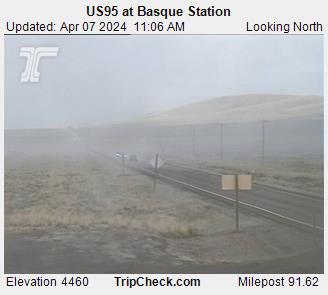 US95 at Basque Station
Updated: Apr 07 2024 11:06 AM Looking North
Elevation 4460 TripCheck.com Milepost 91.62